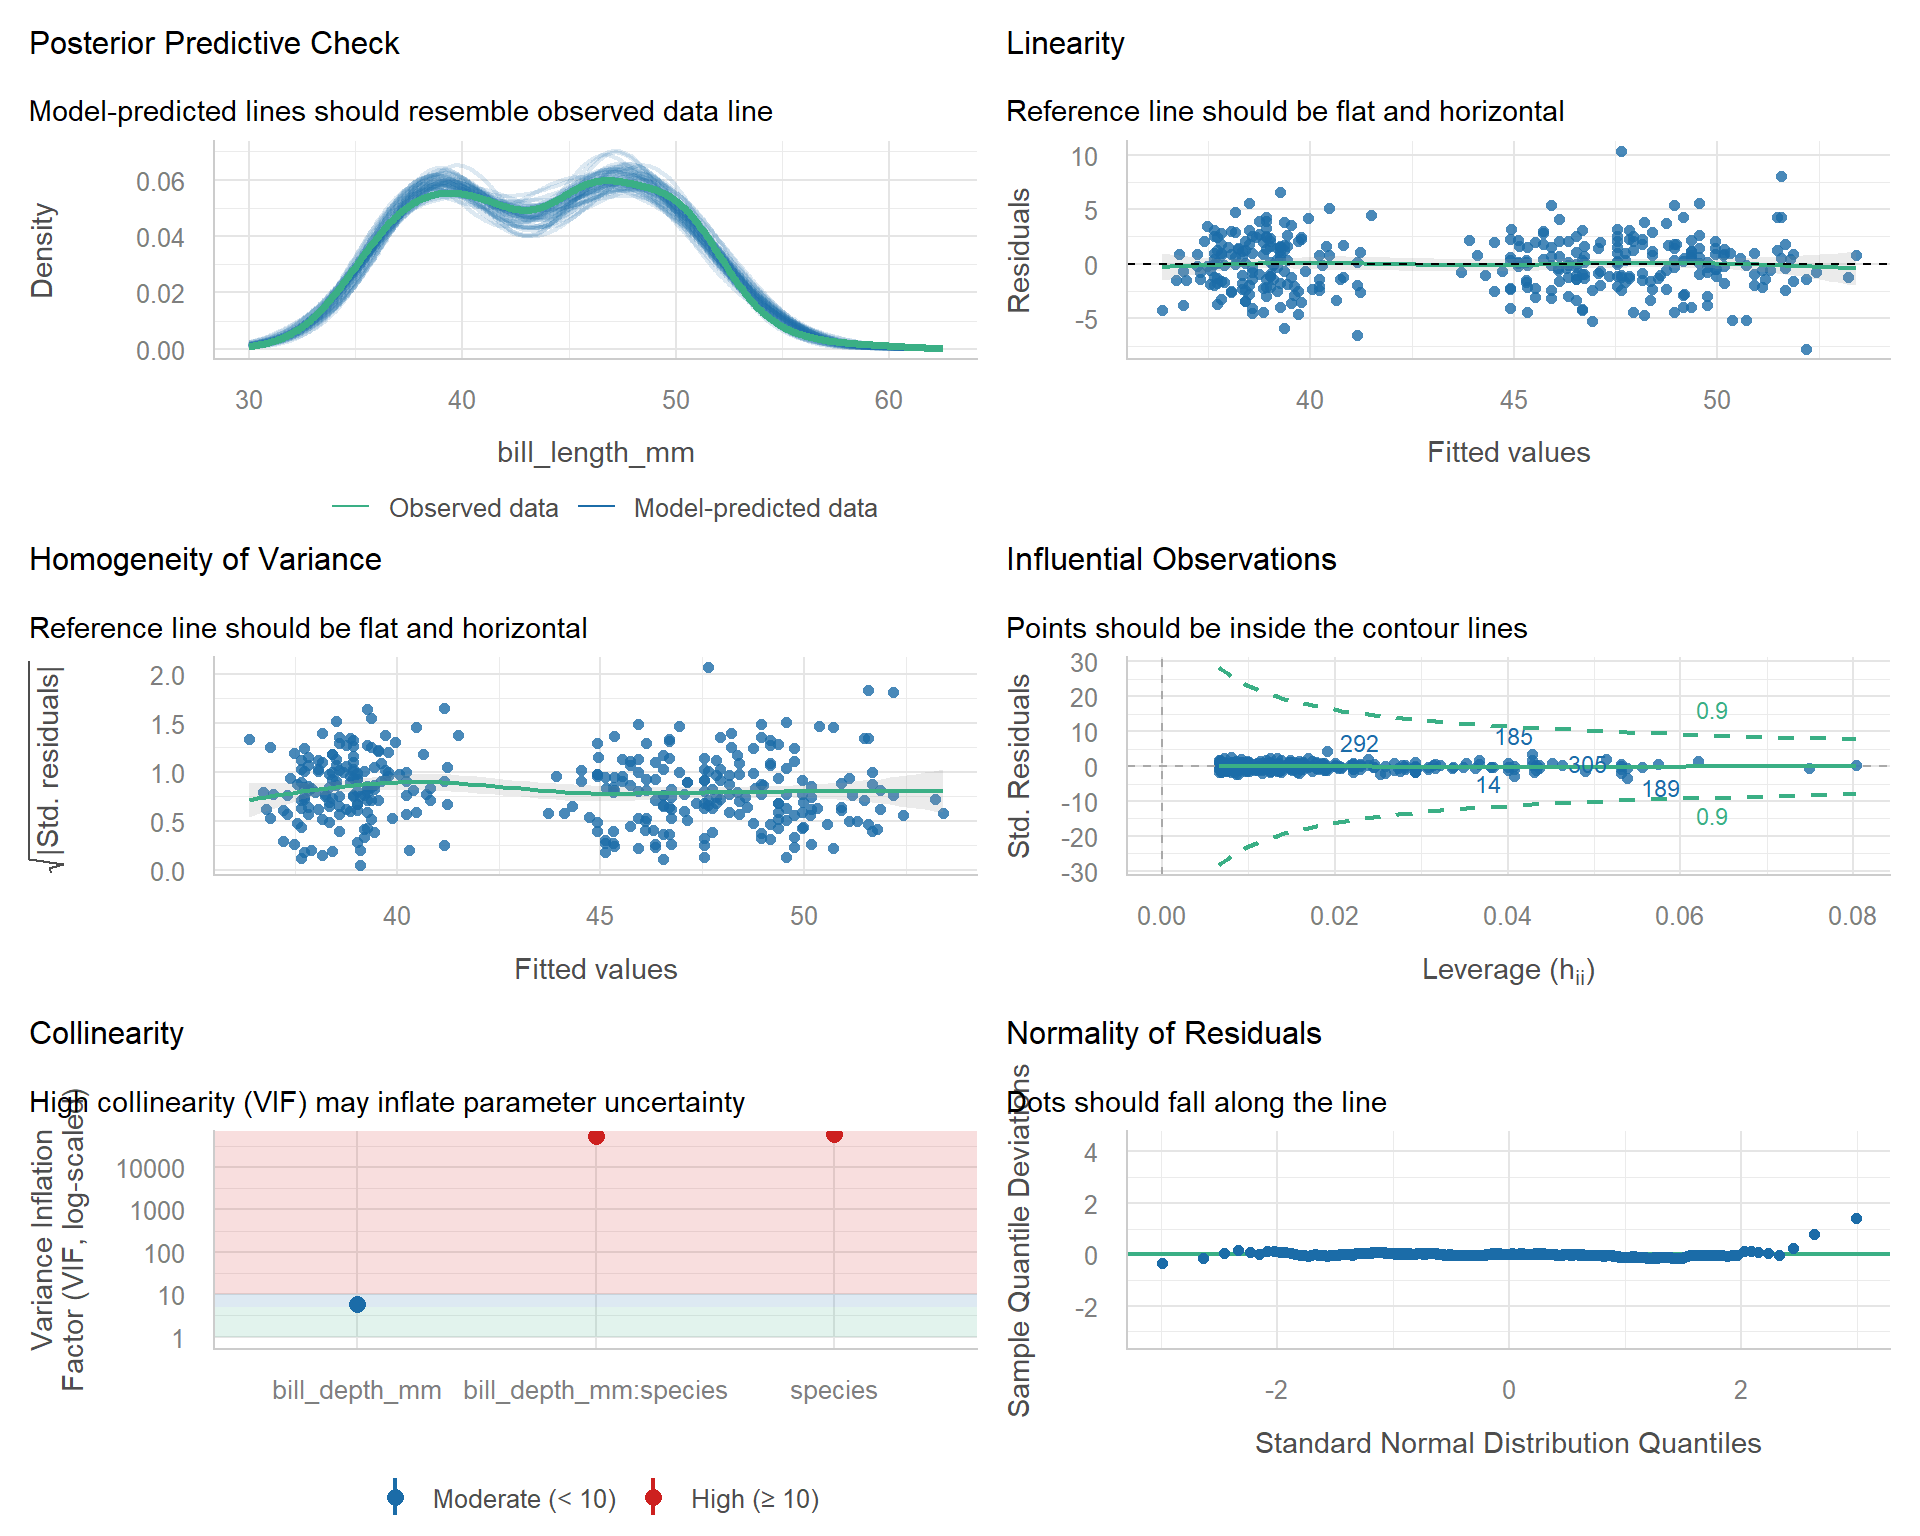 Posterior Predictive Check
Model-predicted lines should resemble observed data line
Density
0.06
0.04
0.02
0.00
30 40 50 60
bill_length_mm
Observed data Model-predicted data
Linearity
Reference line should be flat and horizontal
Residuals
10
5
0
-5
40 45 50
Fitted values
Homogeneity of Variance
Reference line should be flat and horizontal
√|Std. residuals|
2.0
1.5
1.0
0.5
0.0
40 45 50
Fitted values
Influential Observations
Points should be inside the contour lines
Std. Residuals
30
20
10
0
-10
-20
-30
0.9
292
185
305
14
189
0.9
0.00 0.02 0.04 0.06 0.08
Leverage (hii)
Collinearity
High collinearity (VIF) may inflate parameter uncertainty
Variance Inflation
Factor (VIF, log-scaled)
10000
1000
100
10
1
bill_depth_mm bill_depth_mm:species species
Moderate (< 10) High (≥ 10)
Normality of Residuals
Dots should fall along the line
Sample Quantile Deviations
4
2
0
-2
-2 0 2
Standard Normal Distribution Quantiles